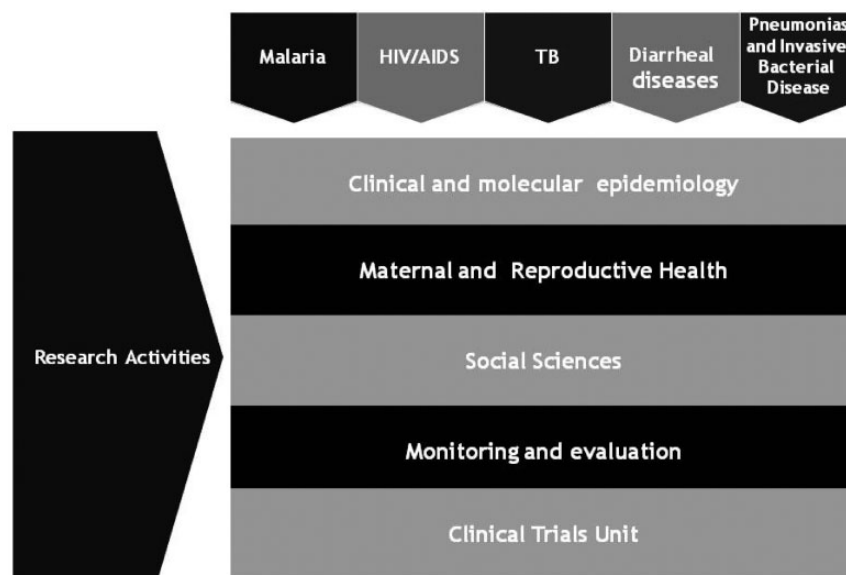 Malaria
HIV/AIDS
TB
Diarrheal
diseases
Pneumonias
and Invasive
Bacterial
Disease
Research Activities
Clinical and molecular epidemiology
Maternal and Reproductive Health
Social Sciences
Monitoring and evaluation
Clinical Trials Unit